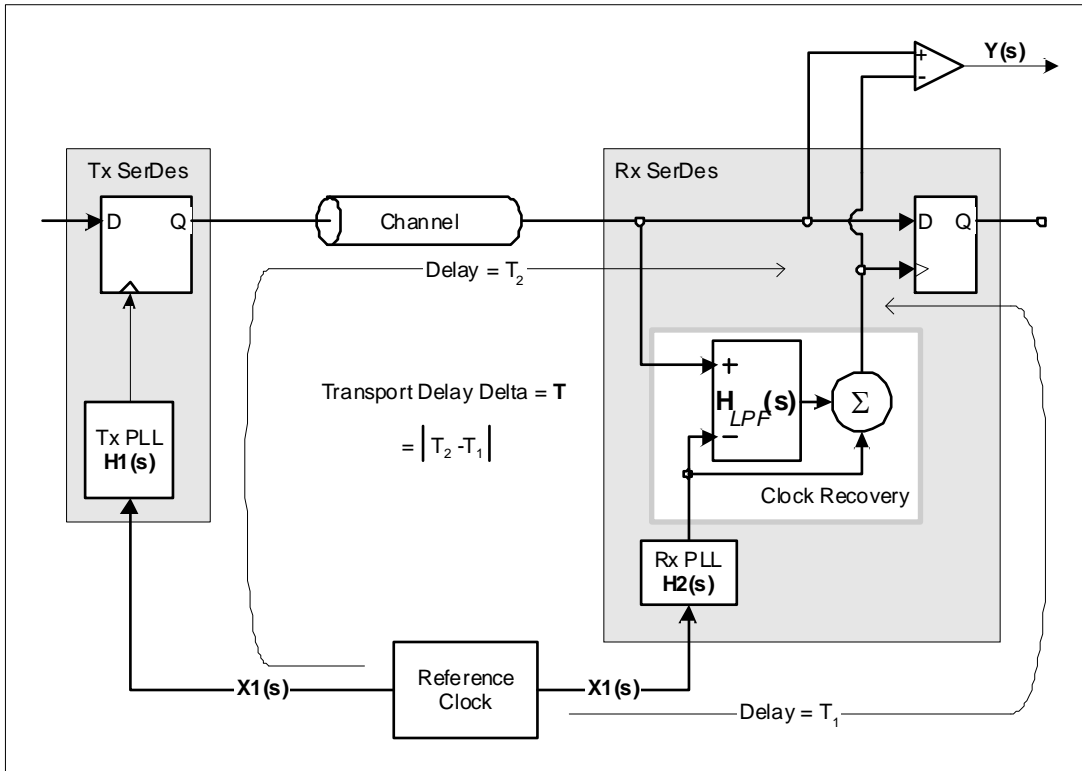 +
Y(s)
-
Tx SerDes
Rx SerDes
D Q
Channel
D Q
Delay = T2
Transport Delay Delta = T
= | T2 -T1 |
+
HLPF(s)
−
Σ
Clock Recovery
Tx PLL
H1(s)
Rx PLL
H2(s)
X1(s)
Reference
Clock
X1(s)
Delay = T1